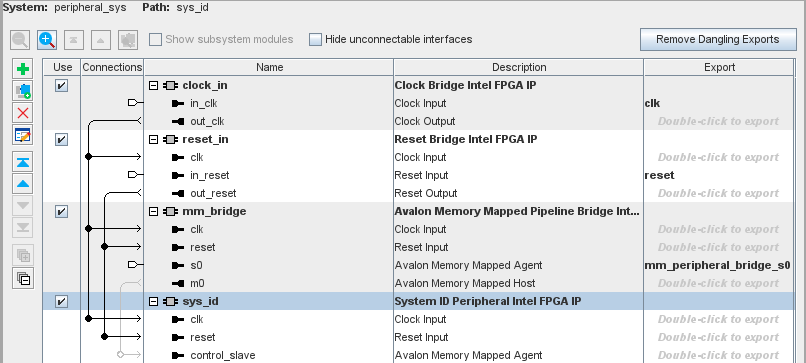 System: peripheral_sys Path: sys_id
Show subsystem modules Hide unconnectable interfaces Remove Dangling Exports
Use Connections Name Description Export
clock_in Clock Bridge Intel FPGA IP
in_clk Clock Input clk
out_clk Clock Output Double-click to export
reset_in Reset Bridge Intel FPGA IP
clk Clock Input Double-click to export
in_reset Reset Input reset
out_reset Reset Output Double-click to export
mm_bridge Avalon Memory Mapped Pipeline Bridge Int...
clk Clock Input Double-click to export
reset Reset Input Double-click to export
s0 Avalon Memory Mapped Agent mm_peripheral_bridge_s0
m0 Avalon Memory Mapped Host Double-click to export
sys_id System ID Peripheral Intel FPGA IP
clk Clock Input Double-click to export
reset Reset Input Double-click to export
control_slave Avalon Memory Mapped Agent Double-click to export